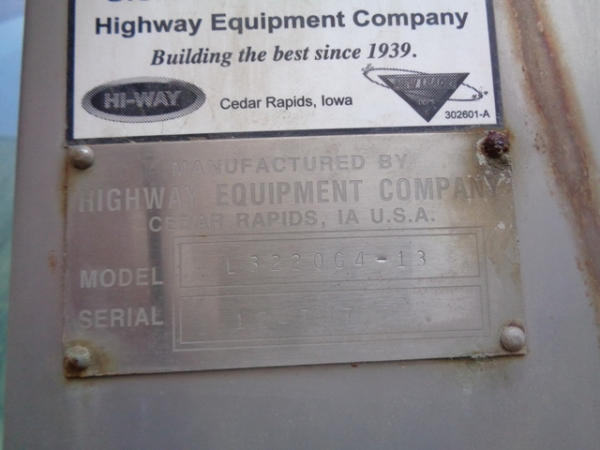 Highway Equipment Company
Building the best since 1939.
HI-WAY
Cedar Rapids, Iowa
302601-A
MANUFACTURED BY
HIGHWAY EQUIPMENT COMPANY
CEDAR RAPIDS, IA U.S.A.
MODEL L3220G4-13
SERIAL